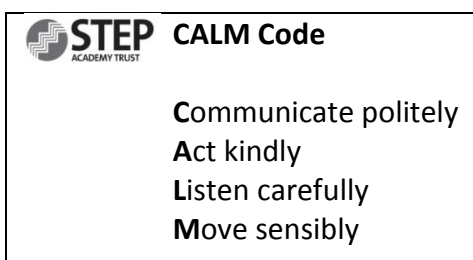 STEP
ACADEMY TRUST
CALM Code
Communicate politely
Act kindly
Listen carefully
Move sensibly